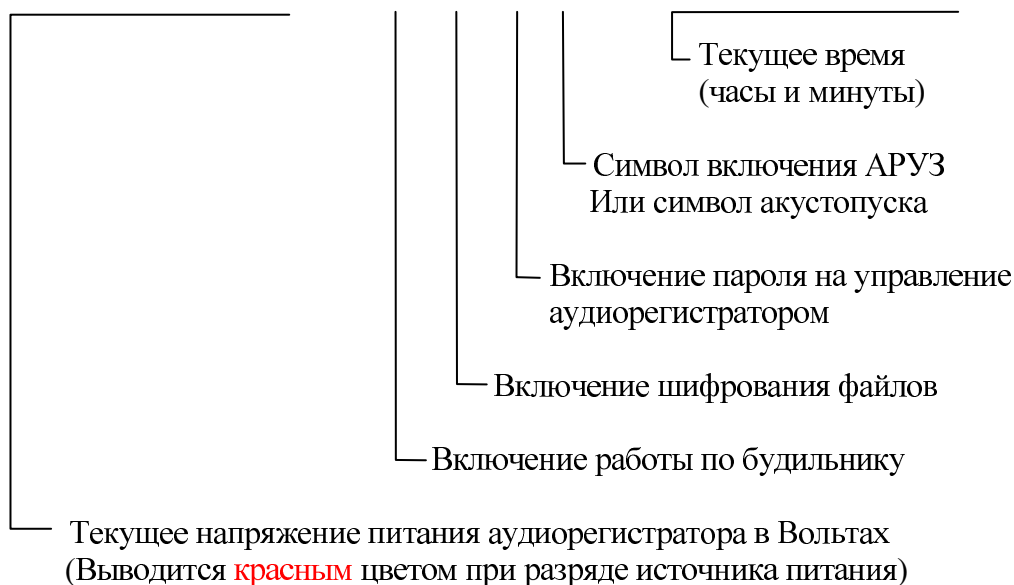 Текущее время
(часы и минуты)
Символ включения АРУЗ
Или символ акустопуска
Включение пароля на управление
аудиорегистратором
Включение шифрования файлов
Включение работы по будильнику
Текущее напряжение питания аудиорегистратора в Вольтах
(Выводится красным цветом при разряде источника питания)